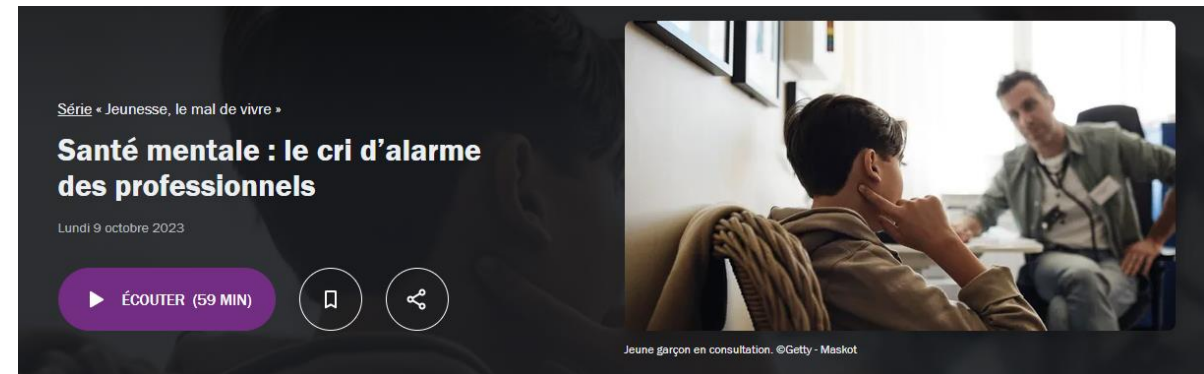 Série « Jeunesse, le mal de vivre »
Santé mentale : le cri d’alarme
des professionnels
Lundi 9 octobre 2023
ÉCOUTER (59 MIN)
Jeune garçon en consultation. ©Getty - Maskot